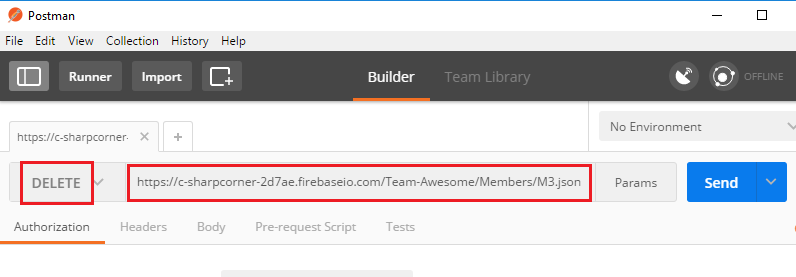 Postman
File Edit View Collection History Help
Runner Import Builder Team Library OFFLINE
https://c-sharpcorner- No Environment
DELETE https://c-sharpcorner-2d7ae.firebaseio.com/Team-Awesome/Members/M3.json Params Send
Authorization Headers Body Pre-request Script Tests